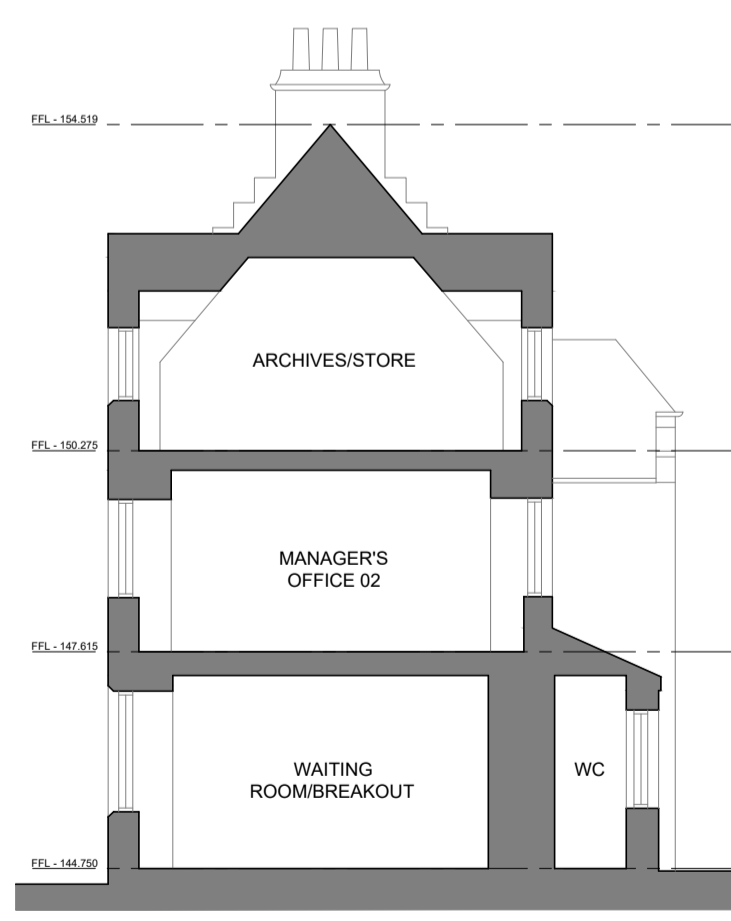 FFL - 154.519
ARCHIVES/STORE
FFL - 150.275
MANAGER'S
OFFICE 02
FFL - 147.615
WAITING
ROOM/BREAKOUT
WC
FFL - 144.750